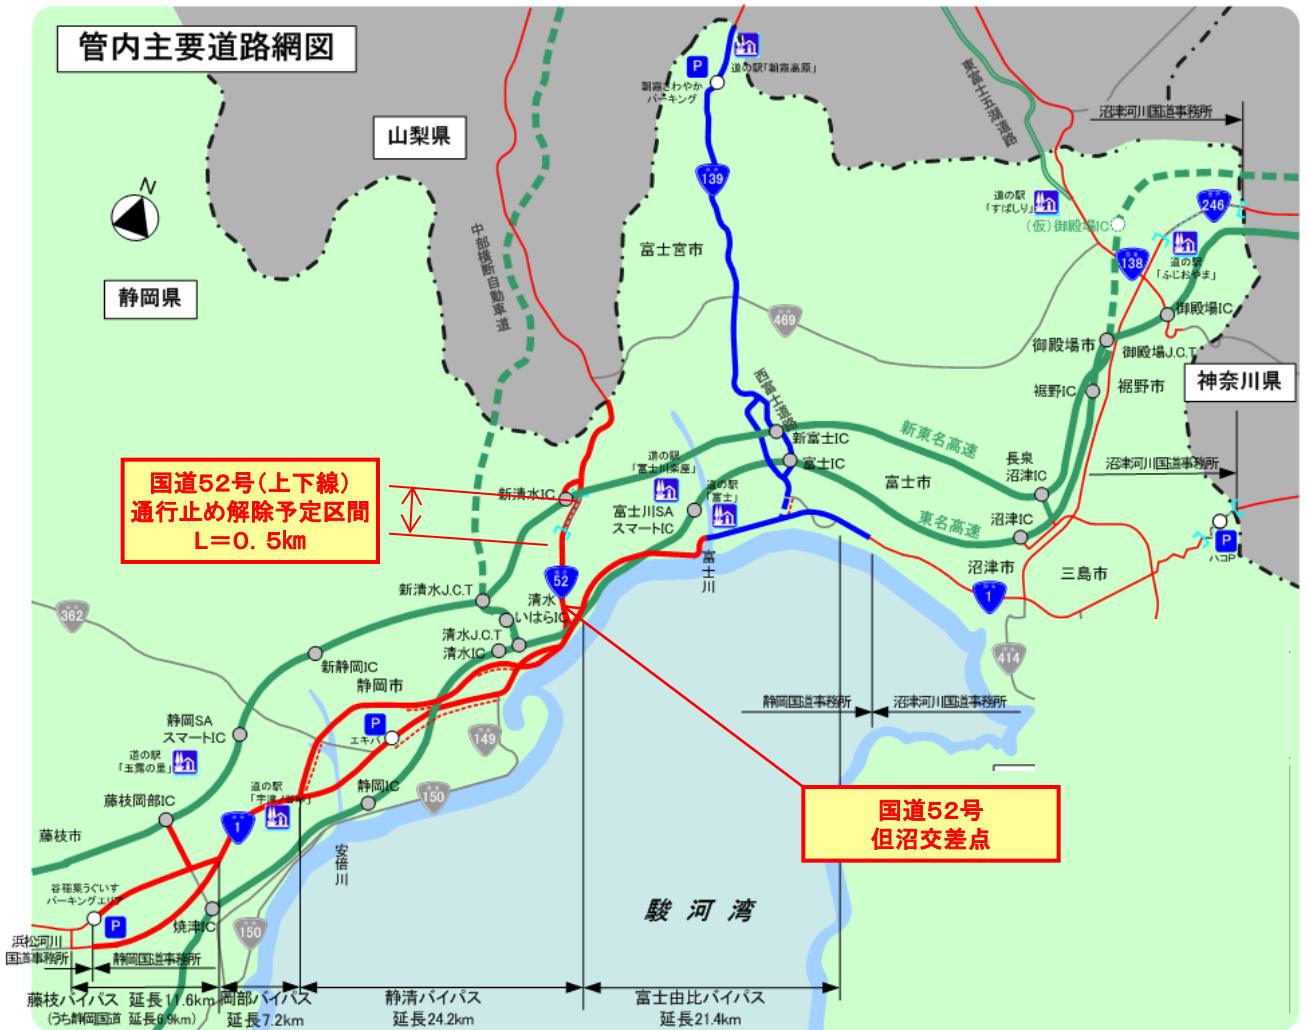 管内主要道路網図
山梨県
静岡県
神奈川県
N
道の駅「朝霧高原」
P
朝霧さわやか
パーキング
東富士五湖道路
沼津河川国道事務所
139
道の駅
「すばしり」
(仮)御殿場IC
246
道の駅
「ふじおやま」
138
中部横断自動車道
富士宮市
469
御殿場IC
御殿場市
御殿場J.C.T
裾野IC
裾野市
西富士道路
新富士IC
新東名高速
富士IC
富士市
長泉
沼津IC
沼津河川国道事務所
東名高速
沼津IC
沼津市
三島市
P
ハコP
1
国道52号(上下線)
通行止め解除予定区間
L=0.5km
新清水IC
道の駅
「富士川楽座」
道の駅
「富士」
富士川SA
スマートIC
富士川
52
新清水J.C.T
清水
いはらIC
清水J.C.T
清水IC
362
新静岡IC
静岡市
414
静岡国道事務所
沼津河川国道事務所
静岡SA
スマートIC
P
エキパ
149
道の駅
「玉露の里」
道の駅
「宇津ノ谷峠」
静岡IC
150
藤枝岡部IC
1
藤枝市
安倍川
国道52号
但沼交差点
谷稲葉うぐいす
パーキングエリア
P
焼津IC
150
駿河湾
浜松河川
国道事務所
静岡国道事務所
藤枝バイパス 延長11.6km
(うち静岡国道 延長6.9km)
岡部バイパス
延長7.2km
静清バイパス
延長24.2km
富士由比バイパス
延長21.4km